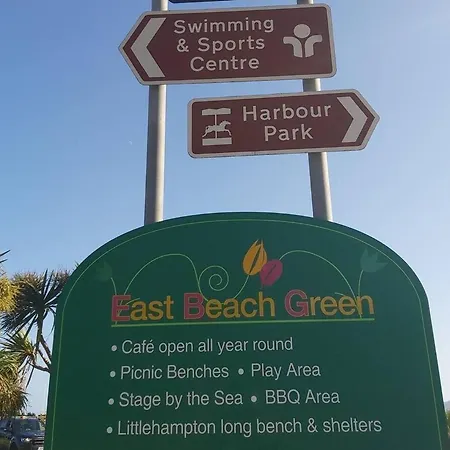 Swimming
& Sports
Centre
Harbour
Park
East Beach Green
• Café open all year round
• Picnic Benches • Play Area
• Stage by the Sea • BBQ Area
• Littlehampton long bench & shelters